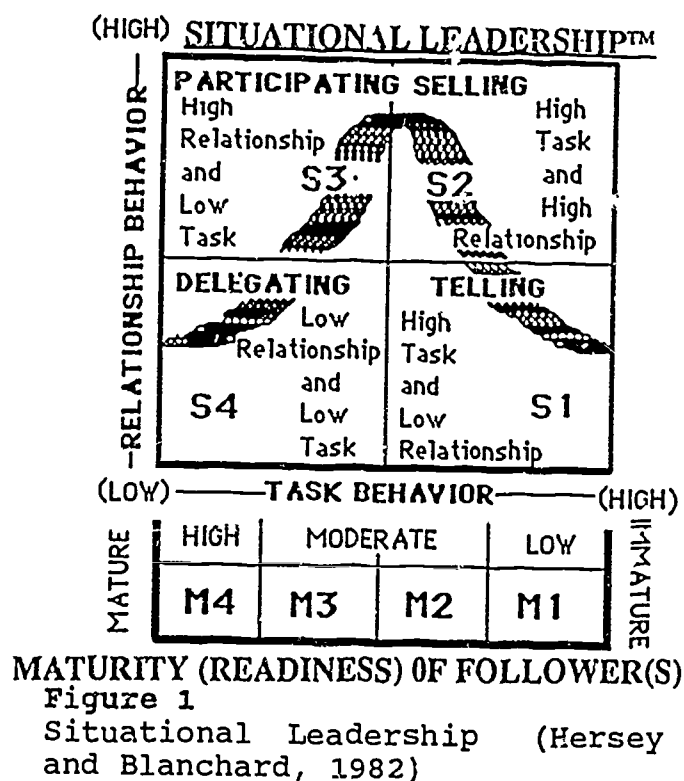 (HIGH) SITUATIONAL LEADERSHIP™
RELATIONSHIP BEHAVIOR
PARTICIPATING SELLING
High
Relationship
and
Low
Task
S3
High
Task
and
High
Relationship
S2
DELEGATING
Low
Relationship
and
Low
Task
S4
TELLING
High
Task
and
Low
Relationship
S1
(LOW) TASK BEHAVIOR (HIGH)
MATURE
HIGH MODERATE LOW
M4 M3 M2 M1
IMMATURE
MATURITY (READINESS) OF FOLLOWER(S)
Figure 1
Situational Leadership (Hersey
and Blanchard, 1982)